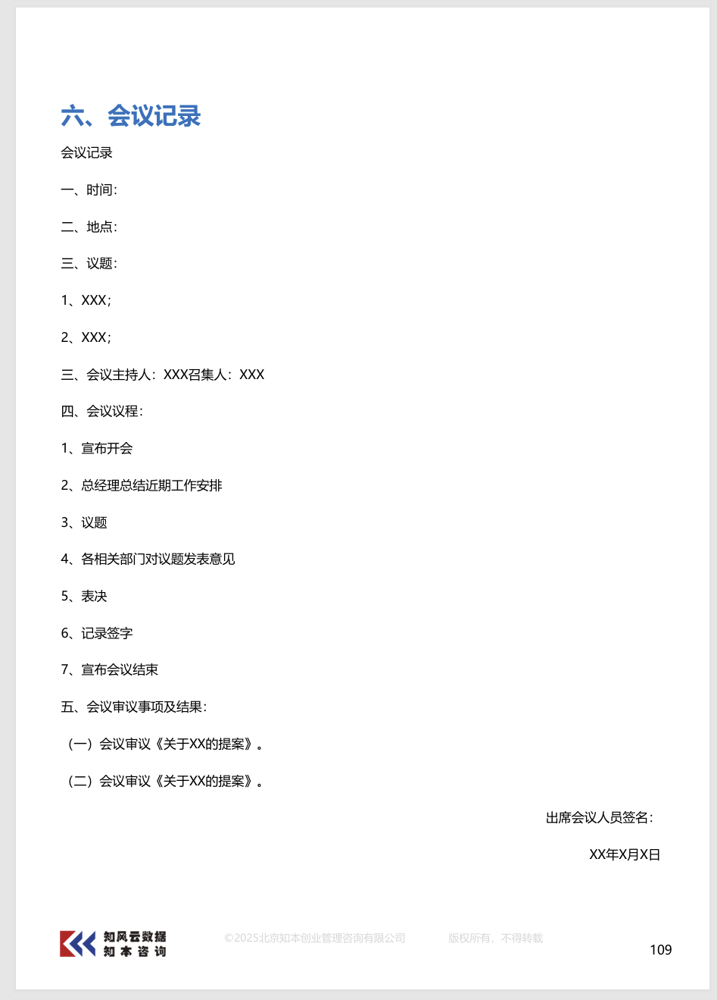 六、会议记录
会议记录
一、时间：
二、地点：
三、议题：
1、XXX；
2、XXX；
三、会议主持人：XXX召集人：XXX
四、会议议程：
1、宣布开会
2、总经理总结近期工作安排
3、议题
4、各相关部门对议题发表意见
5、表决
6、记录签字
7、宣布会议结束
五、会议审议事项及结果：
（一）会议审议《关于XX的提案》。
（二）会议审议《关于XX的提案》。
出席会议人员签名：
XX年X月X日
知风云数据
知本咨询
©2025北京知本创业管理咨询有限公司 版权所有，不得转载
109